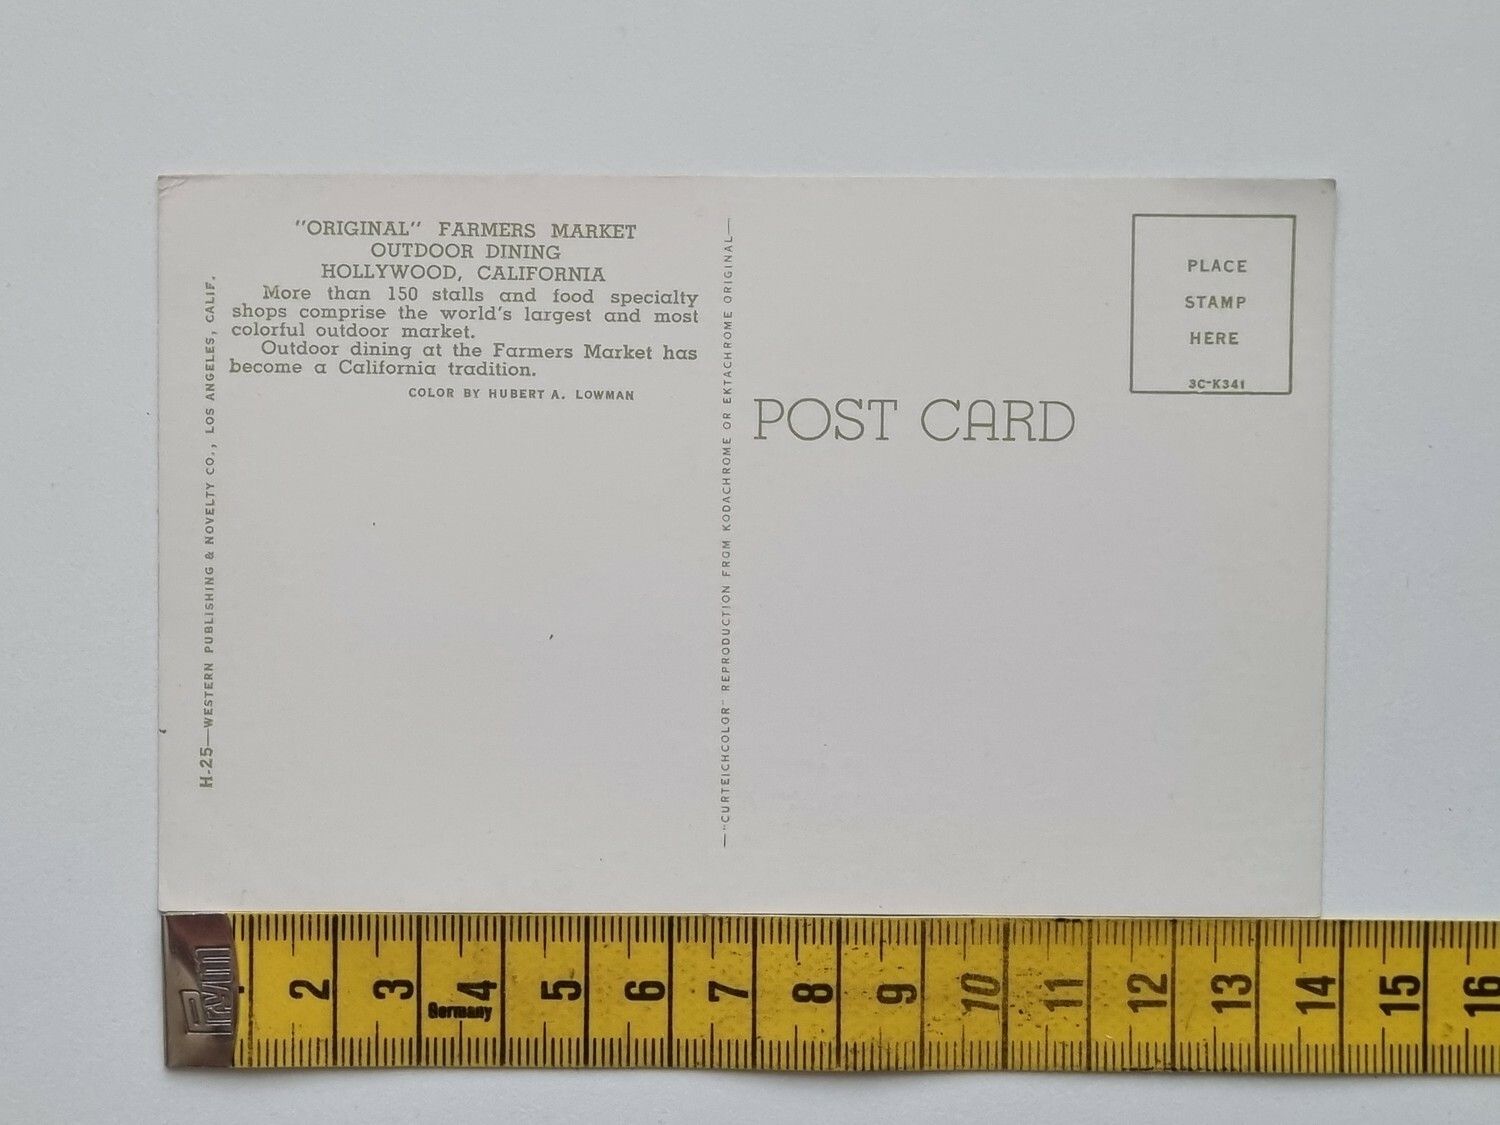 "ORIGINAL" FARMERS MARKET
OUTDOOR DINING
HOLLYWOOD, CALIFORNIA
More than 150 stalls and food specialty
shops comprise the world's largest and most
colorful outdoor market.
Outdoor dining at the Farmers Market has
become a California tradition.
COLOR BY HUBERT A. LOWMAN
H-25—WESTERN PUBLISHING & NOVELTY CO., LOS ANGELES, CALIF.
—"CURTEICHCOLOR" REPRODUCTION FROM KODACHROME OR EKTACHROME ORIGINAL—
PLACE
STAMP
HERE
3C-K341
POST CARD
Prym
2 3 4 5 6 7 8 9 10 11 12 13 14 15 16
Germany